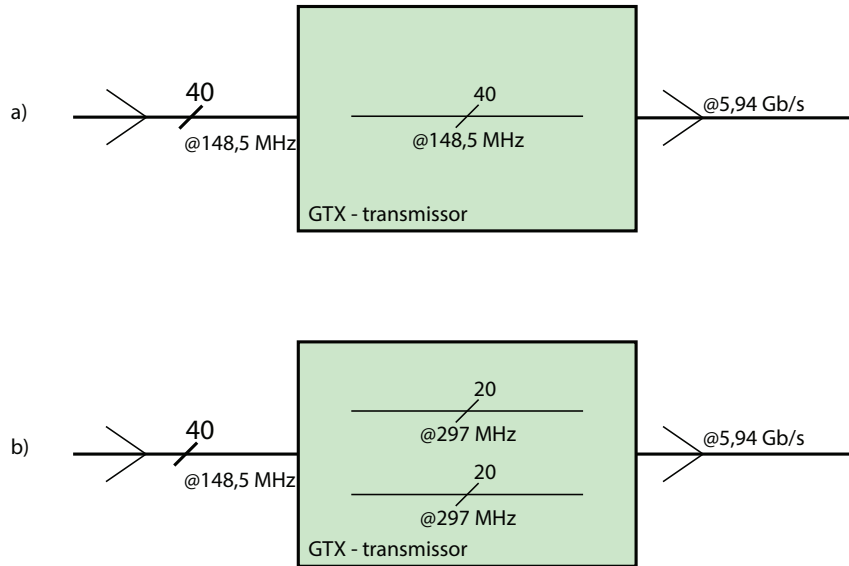 a)
40
@148,5 MHz
40
@148,5 MHz
GTX - transmissor
@5,94 Gb/s
b)
40
@148,5 MHz
20
@297 MHz
20
@297 MHz
GTX - transmissor
@5,94 Gb/s